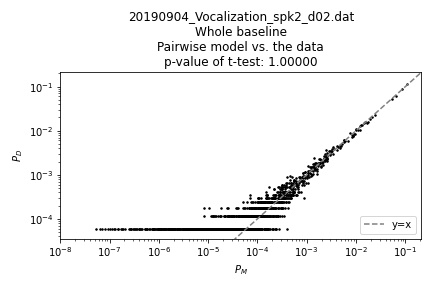 20190904_Vocalization_spk2_d02.dat
Whole baseline
Pairwise model vs. the data
p-value of t-test: 1.00000
10⁻¹
10⁻²
10⁻³
10⁻⁴
P_D
10⁻⁸ 10⁻⁷ 10⁻⁶ 10⁻⁵ 10⁻⁴ 10⁻³ 10⁻² 10⁻¹
P_M
y=x